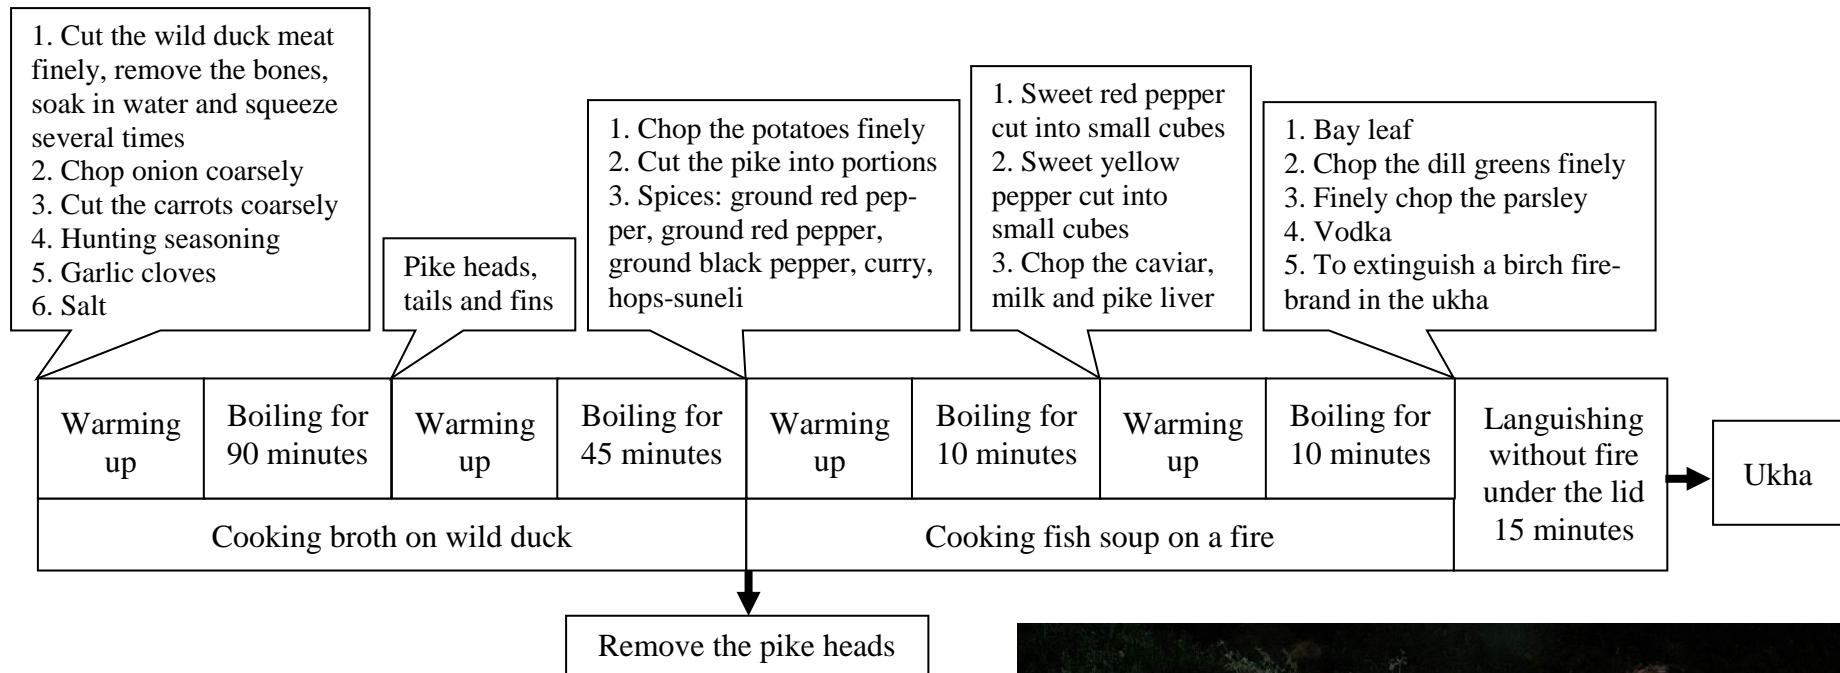 1. Cut the wild duck meat
finely, remove the bones,
soak in water and squeeze
several times
2. Chop onion coarsely
3. Cut the carrots coarsely
4. Hunting seasoning
5. Garlic cloves
6. Salt
Pike heads,
tails and fins
1. Chop the potatoes finely
2. Cut the pike into portions
3. Spices: ground red pep-
per, ground red pepper,
ground black pepper, curry,
hops-suneli
1. Sweet red pepper
cut into small cubes
2. Sweet yellow
pepper cut into
small cubes
3. Chop the caviar,
milk and pike liver
1. Bay leaf
2. Chop the dill greens finely
3. Finely chop the parsley
4. Vodka
5. To extinguish a birch fire-
brand in the ukha
Warming
up
Boiling for
90 minutes
Warming
up
Boiling for
45 minutes
Warming
up
Boiling for
10 minutes
Warming
up
Boiling for
10 minutes
Languishing
without fire
under the lid
15 minutes
Ukha
Cooking broth on wild duck
Cooking fish soup on a fire
Remove the pike heads